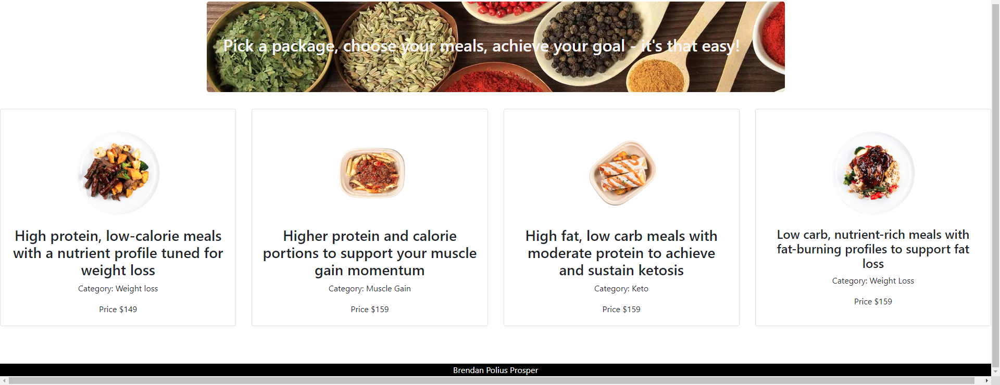 Pick a package, choose your meals, achieve your goal - it's that easy!
High protein, low-calorie meals
with a nutrient profile tuned for
weight loss
Category: Weight loss
Price $149
Higher protein and calorie
portions to support your muscle
gain momentum
Category: Muscle Gain
Price $159
High fat, low carb meals with
moderate protein to achieve
and sustain ketosis
Category: Keto
Price $159
Low carb, nutrient-rich meals with
fat-burning profiles to support fat
loss
Category: Weight Loss
Price $159
Brendan Polius Prosper